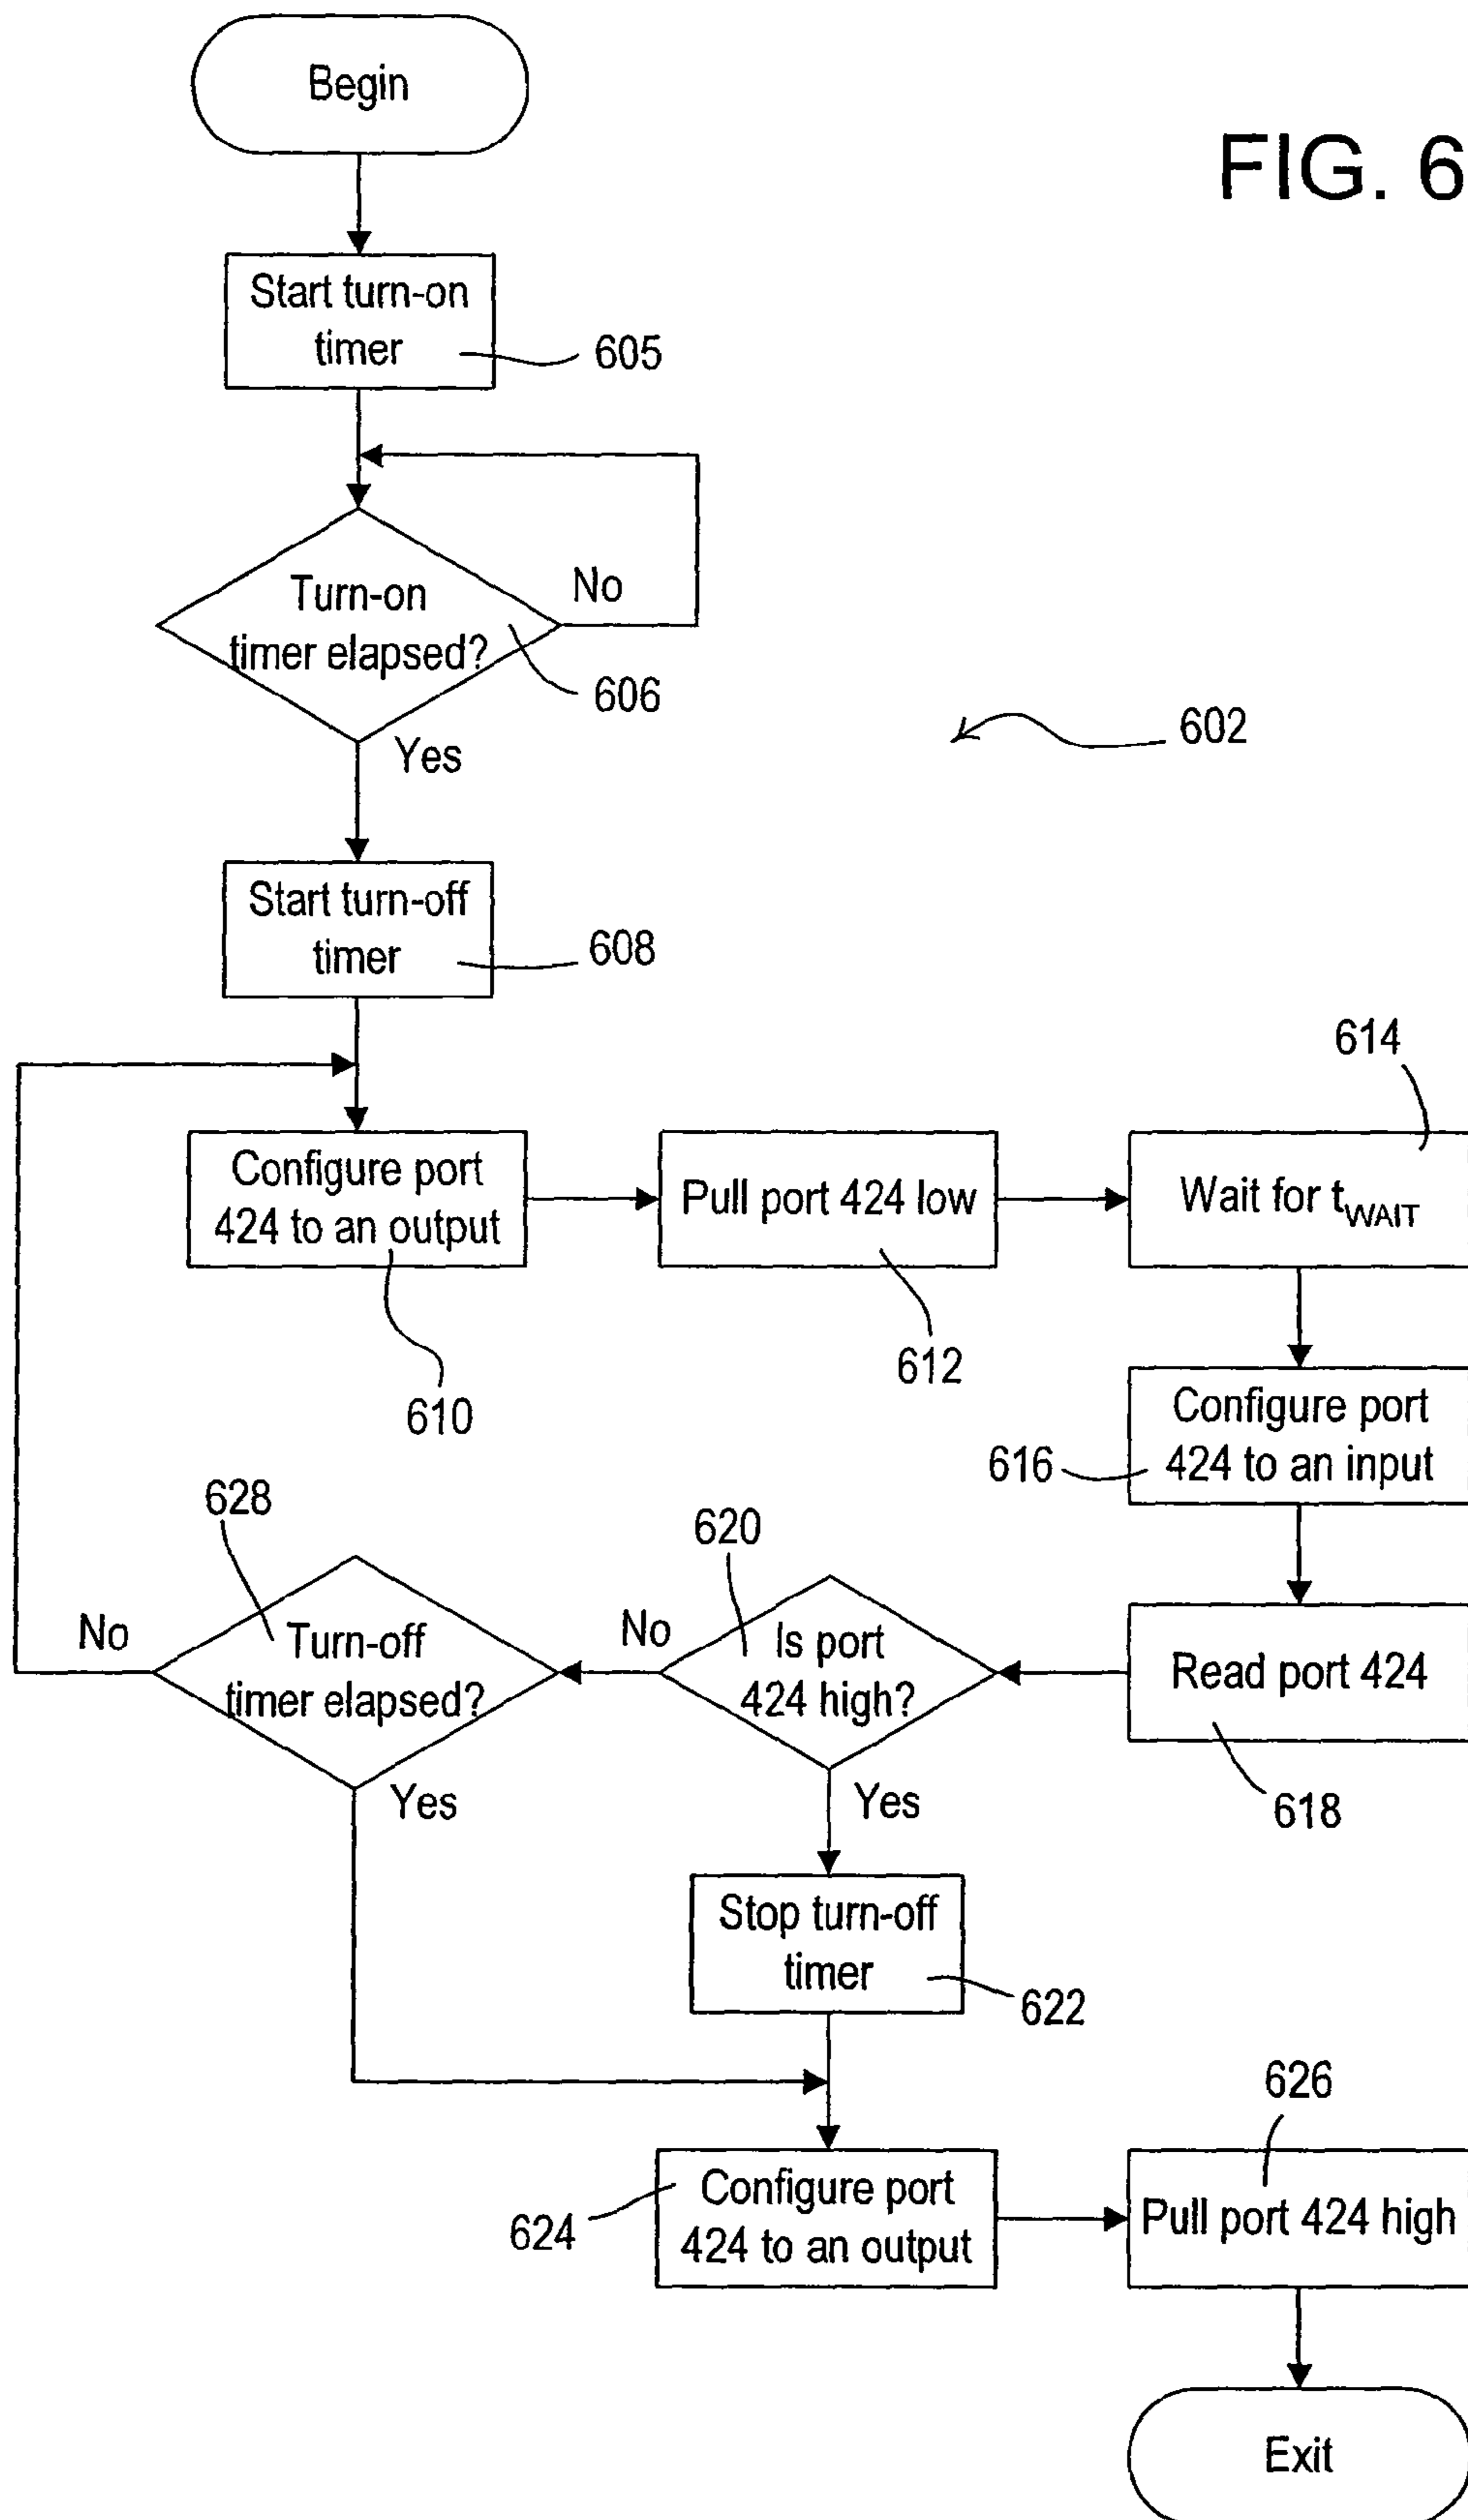 Begin
FIG. 6
Start turn-on
timer
605
Turn-on
timer elapsed?
No
606
Yes
602
Start turn-off
timer
608
614
Configure port
424 to an output
Pull port 424 low
Wait for tWAIT
610
612
Configure port
424 to an input
616
628
620
No
Turn-off
timer elapsed?
No
Is port
424 high?
Read port 424
618
Yes
Yes
Stop turn-off
timer
622
626
Configure port
424 to an output
624
Pull port 424 high
Exit